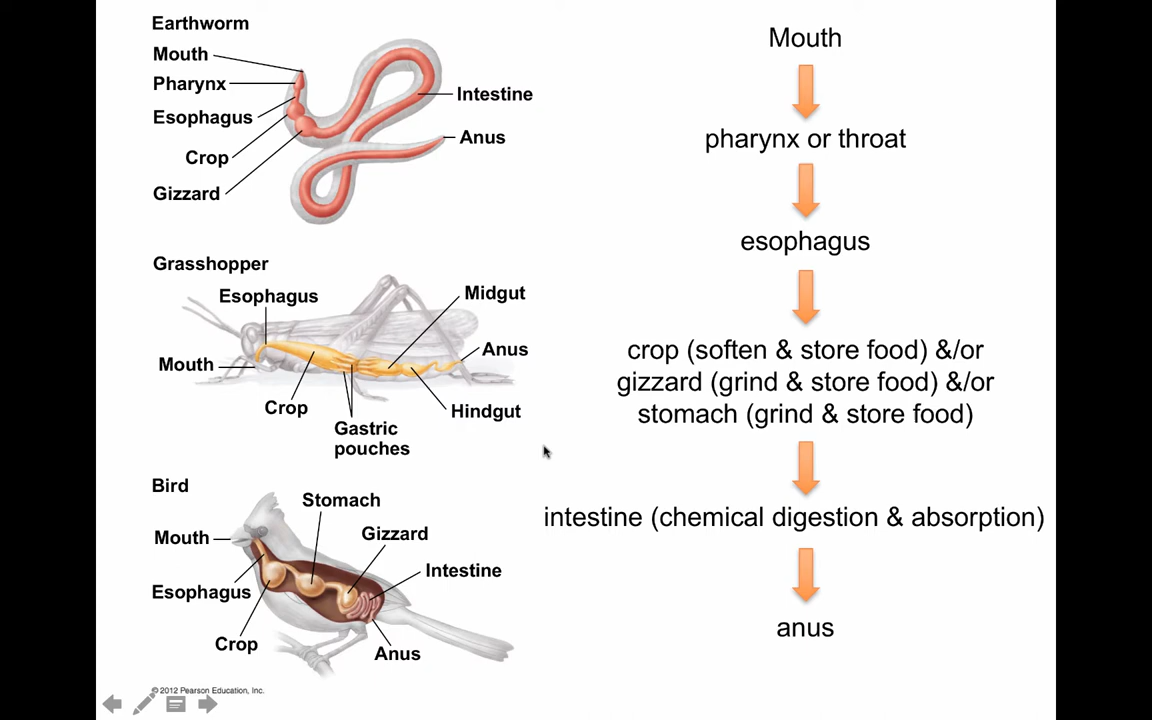 Earthworm
Mouth
Pharynx
Esophagus
Crop
Gizzard
Intestine
Anus
Grasshopper
Esophagus
Midgut
Mouth
Anus
Crop
Hindgut
Gastric
pouches
Bird
Stomach
Mouth
Gizzard
Intestine
Esophagus
Crop
Anus
© 2012 Pearson Education, Inc.
Mouth
pharynx or throat
esophagus
crop (soften & store food) &/or
gizzard (grind & store food) &/or
stomach (grind & store food)
intestine (chemical digestion & absorption)
anus